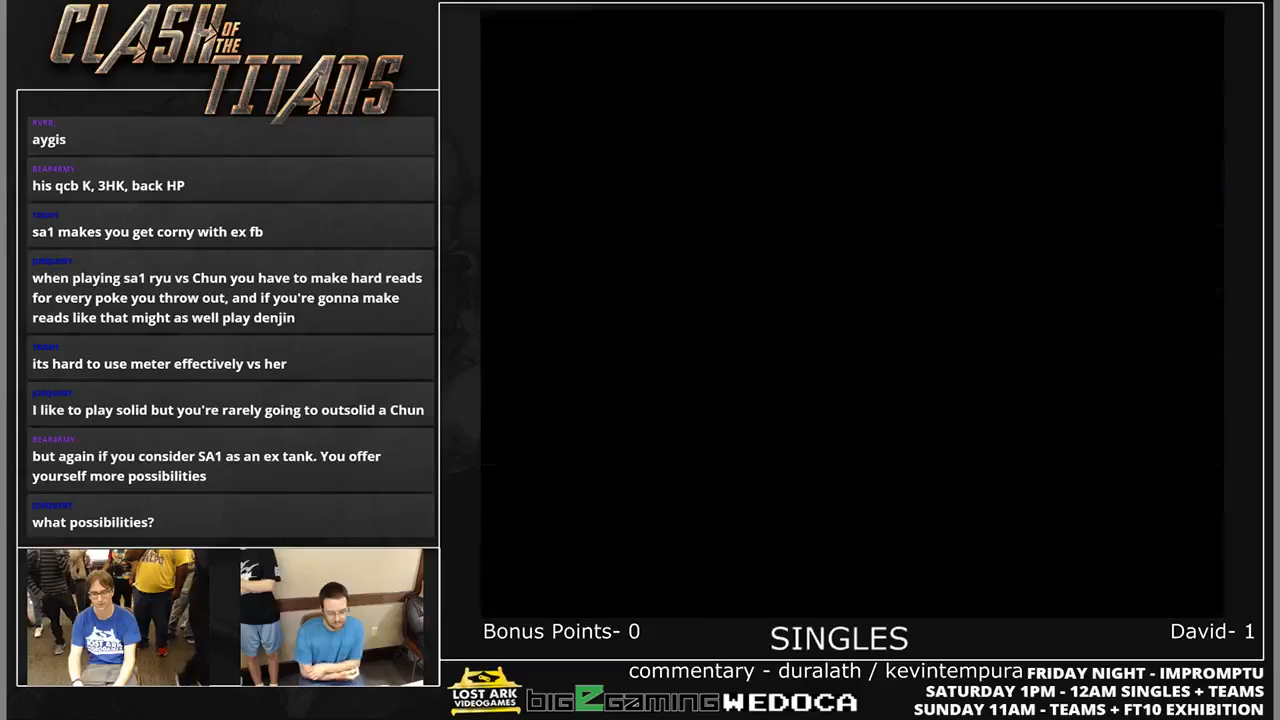 CLASH
OF
THE
TITANS
RVRB_
aygis
BEAR4RMY
his qcb K, 3HK, back HP
sa1 makes you get corny with ex fb
when playing sa1 ryu vs Chun you have to make hard reads
for every poke you throw out, and if you're gonna make
reads like that might as well play denjin
its hard to use meter effectively vs her
I like to play solid but you're rarely going to outsolid a Chun
BEAR4RMY
but again if you consider SA1 as an ex tank. You offer
yourself more possibilities
what possibilities?
LOST ARK
Bonus Points- 0
SINGLES
David- 1
commentary - duralath / kevintempura
LOST ARK
VIDEOGAMES
bigEgaming
WEDOCA
FRIDAY NIGHT - IMPROMPTU
SATURDAY 1PM - 12AM SINGLES + TEAMS
SUNDAY 11AM - TEAMS + FT10 EXHIBITION